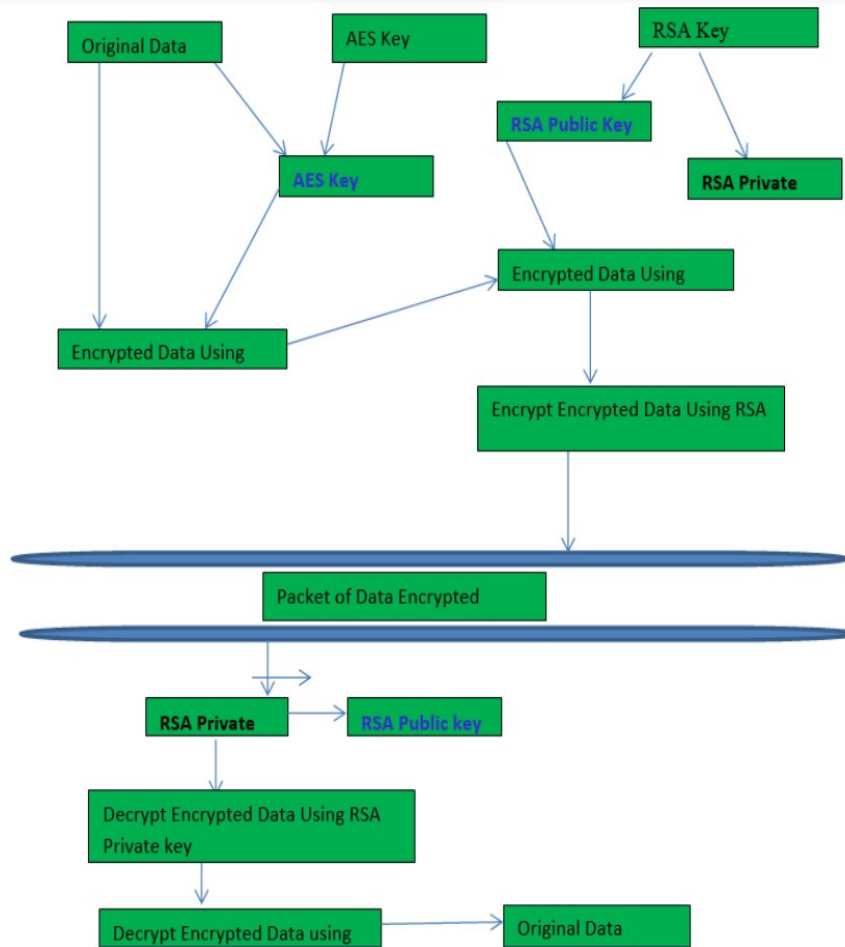 Original Data
AES Key
RSA Key
RSA Public Key
AES Key
RSA Private
Encrypted Data Using
Encrypted Data Using
Encrypt Encrypted Data Using RSA
Packet of Data Encrypted
RSA Private
RSA Public key
Decrypt Encrypted Data Using RSA
Private key
Decrypt Encrypted Data using
Original Data